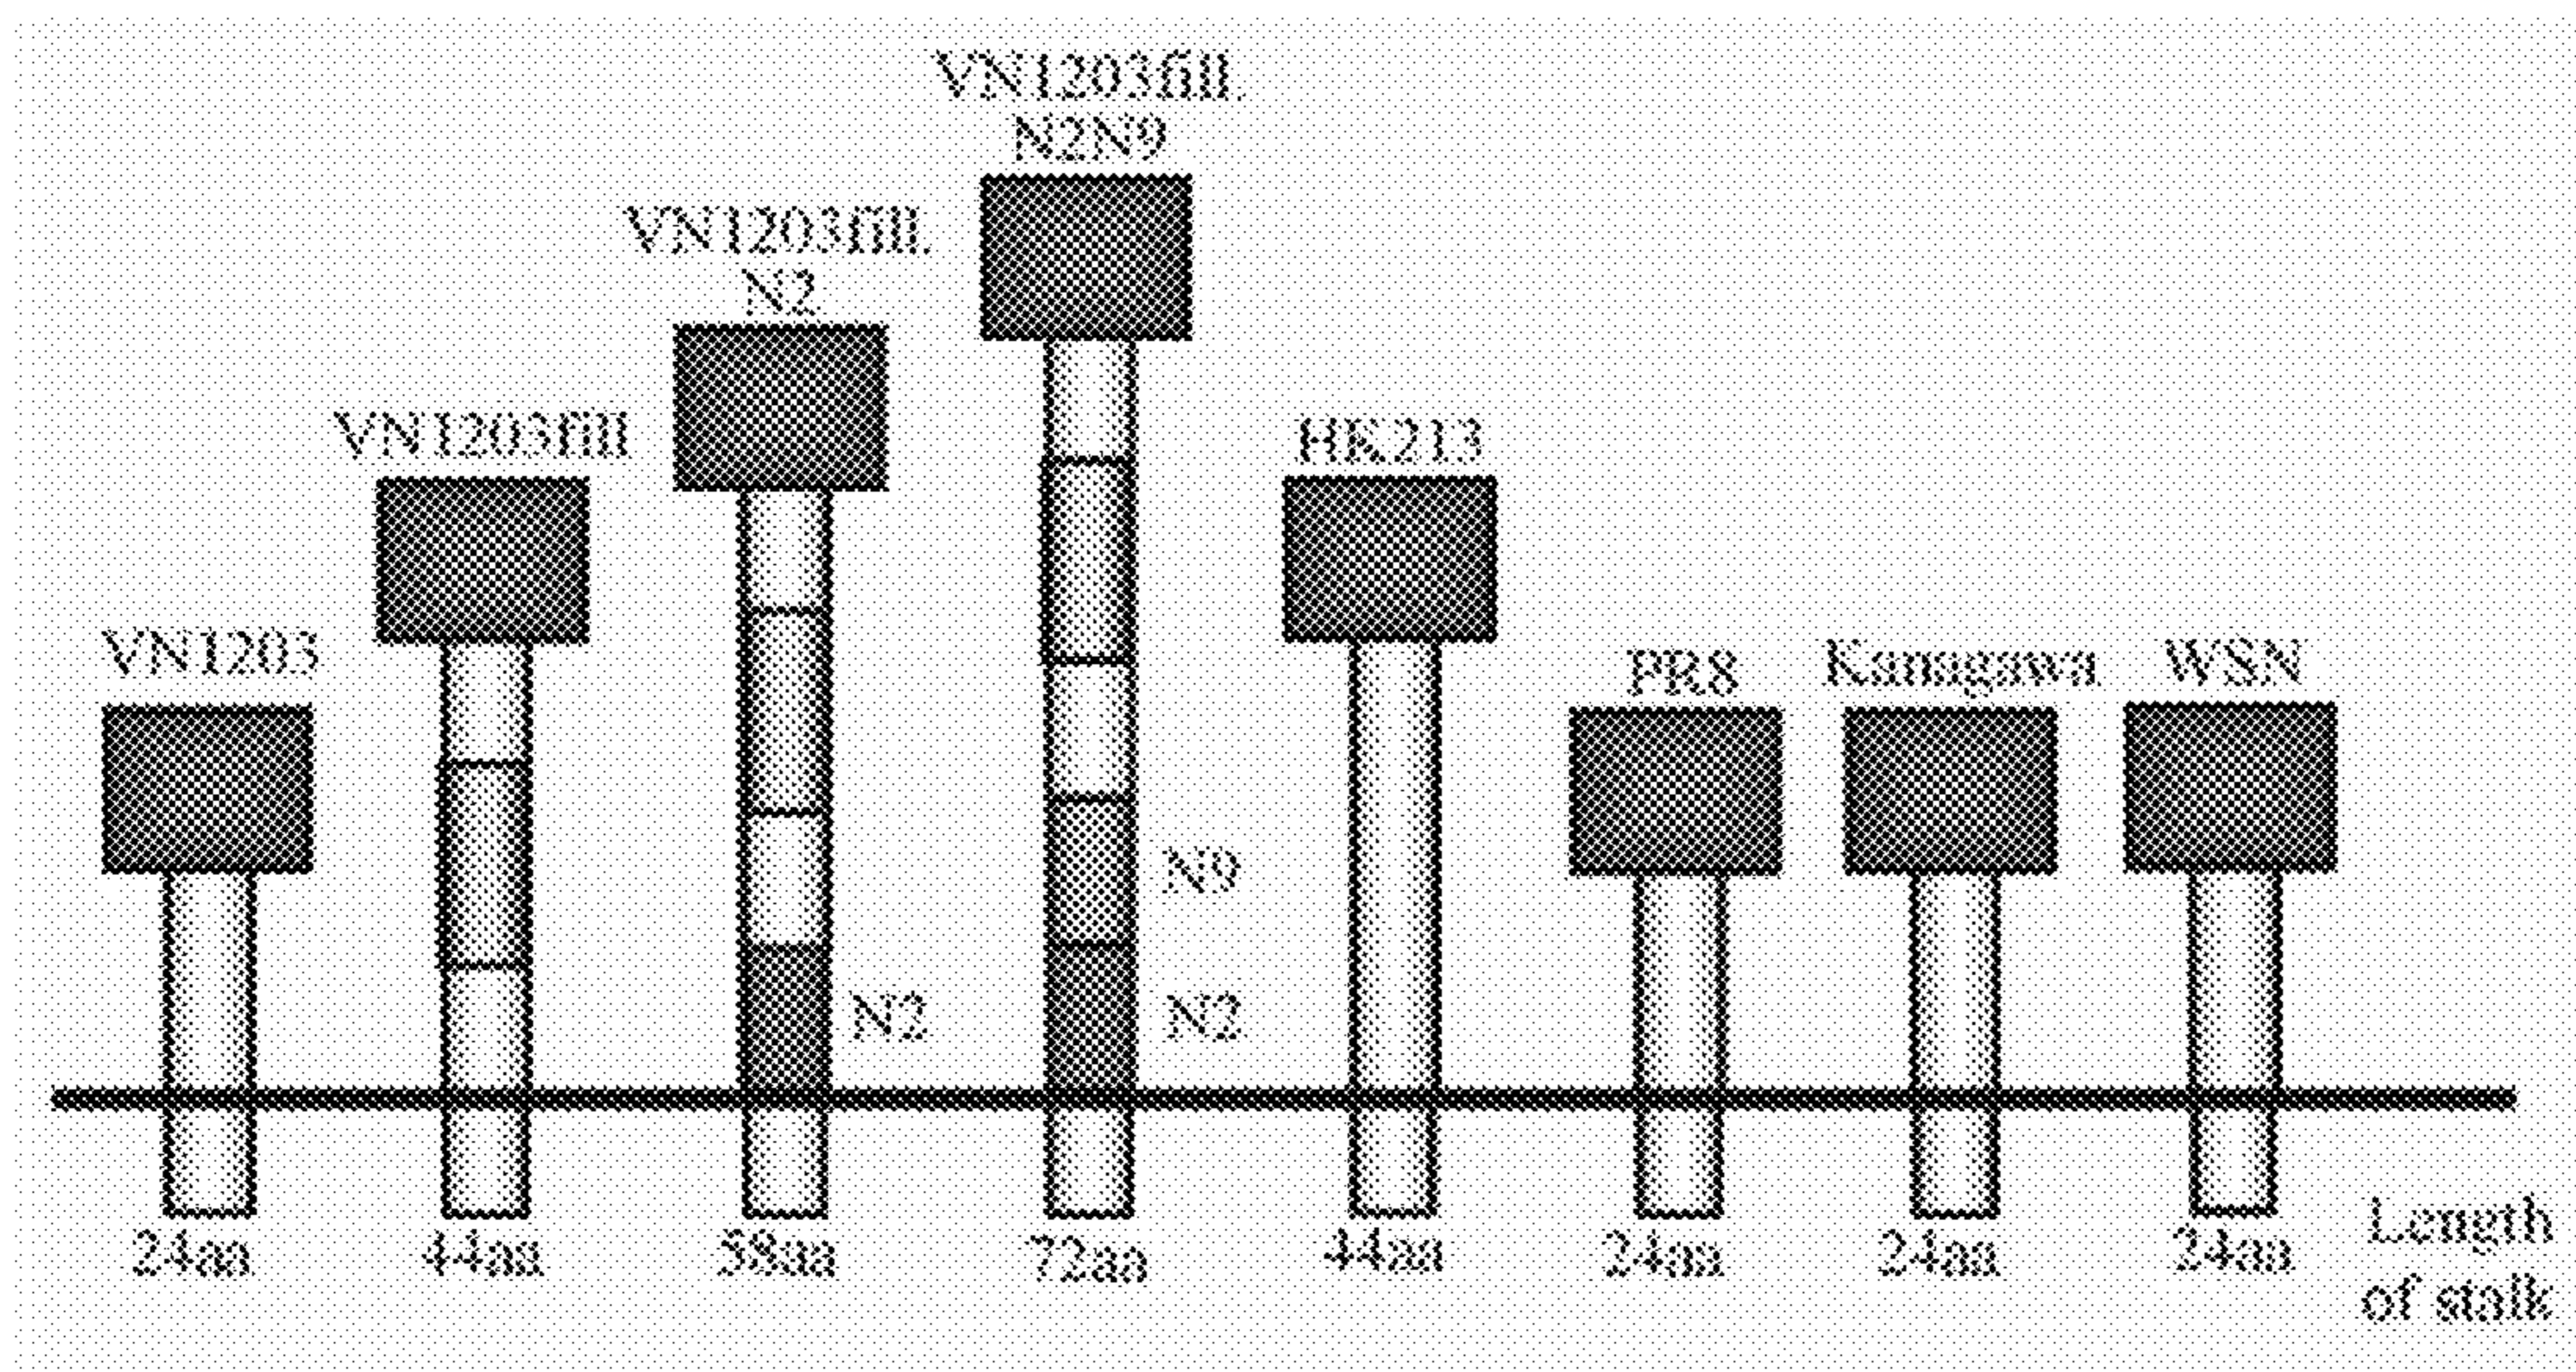 VN1203fill.
N2N9
VN1203fill.
N2
VN1203fill
HK213
VN1203
PR8
Kanagawa
WSN
N9
N2
N2
24aa
44aa
58aa
72aa
44aa
24aa
24aa
24aa
Length
of stalk